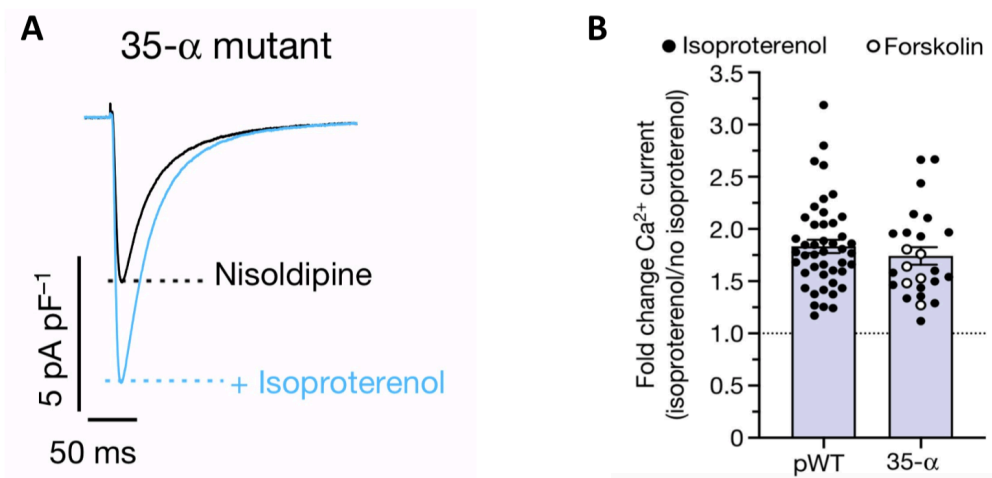 A
35-α mutant
Nisoldipine
+ Isoproterenol
5 pA pF⁻¹
50 ms
B
● Isoproterenol ○ Forskolin
Fold change Ca²⁺ current
(isoproterenol/no isoproterenol)
3.5
3.0
2.5
2.0
1.5
1.0
0.5
0
pWT 35-α